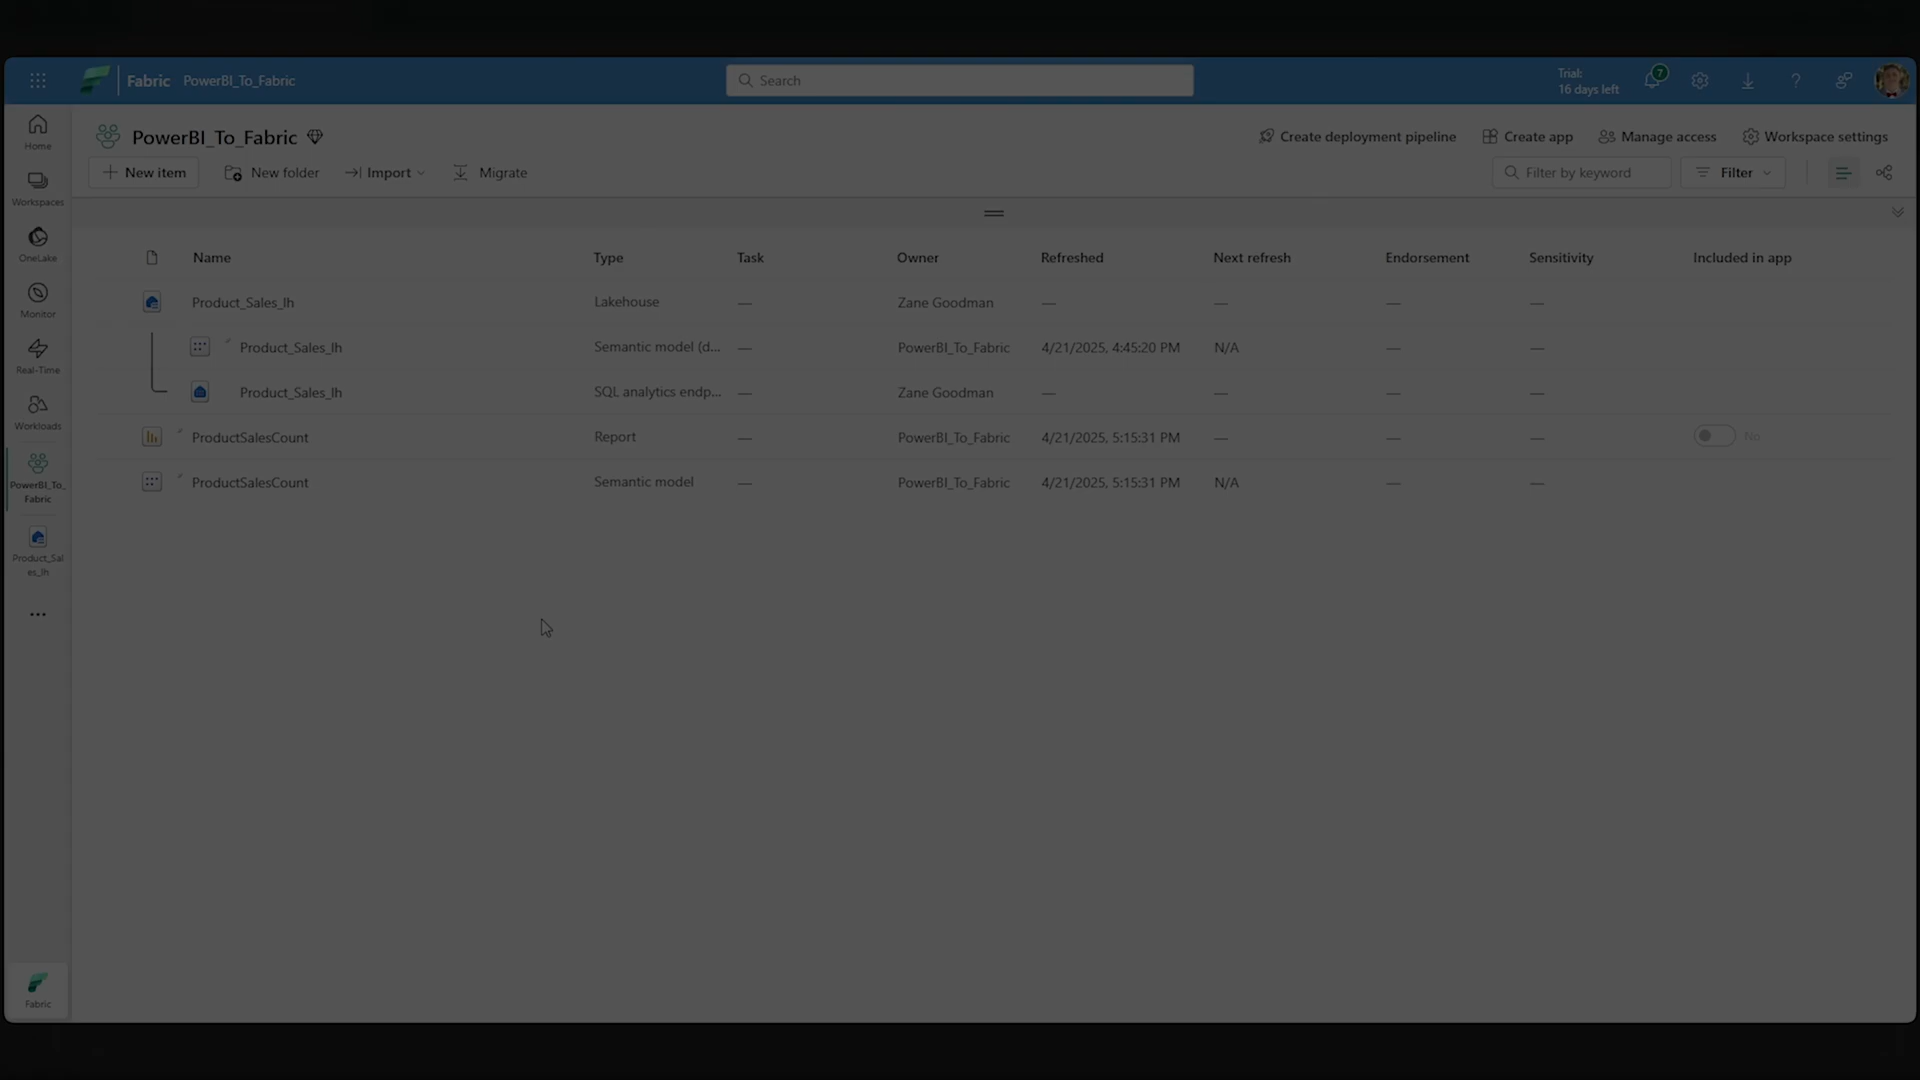 Fabric PowerBI_To_Fabric
Search
Trial:
16 days left
7
PowerBI_To_Fabric
Create deployment pipeline Create app Manage access Workspace settings
New item New folder Import Migrate
Filter by keyword Filter
Home
Workspaces
OneLake
Monitor
Real-Time
Workloads
PowerBI_To_
Fabric
Product_Sal
es_lh
Fabric
Name Type Task Owner Refreshed Next refresh Endorsement Sensitivity Included in app
Product_Sales_lh Lakehouse — Zane Goodman — — — —
Product_Sales_lh Semantic model (d... — PowerBI_To_Fabric 4/21/2025, 4:45:20 PM N/A — —
Product_Sales_lh SQL analytics endp... — Zane Goodman — — — —
ProductSalesCount Report — PowerBI_To_Fabric 4/21/2025, 5:15:31 PM — — — No
ProductSalesCount Semantic model — PowerBI_To_Fabric 4/21/2025, 5:15:31 PM N/A — —